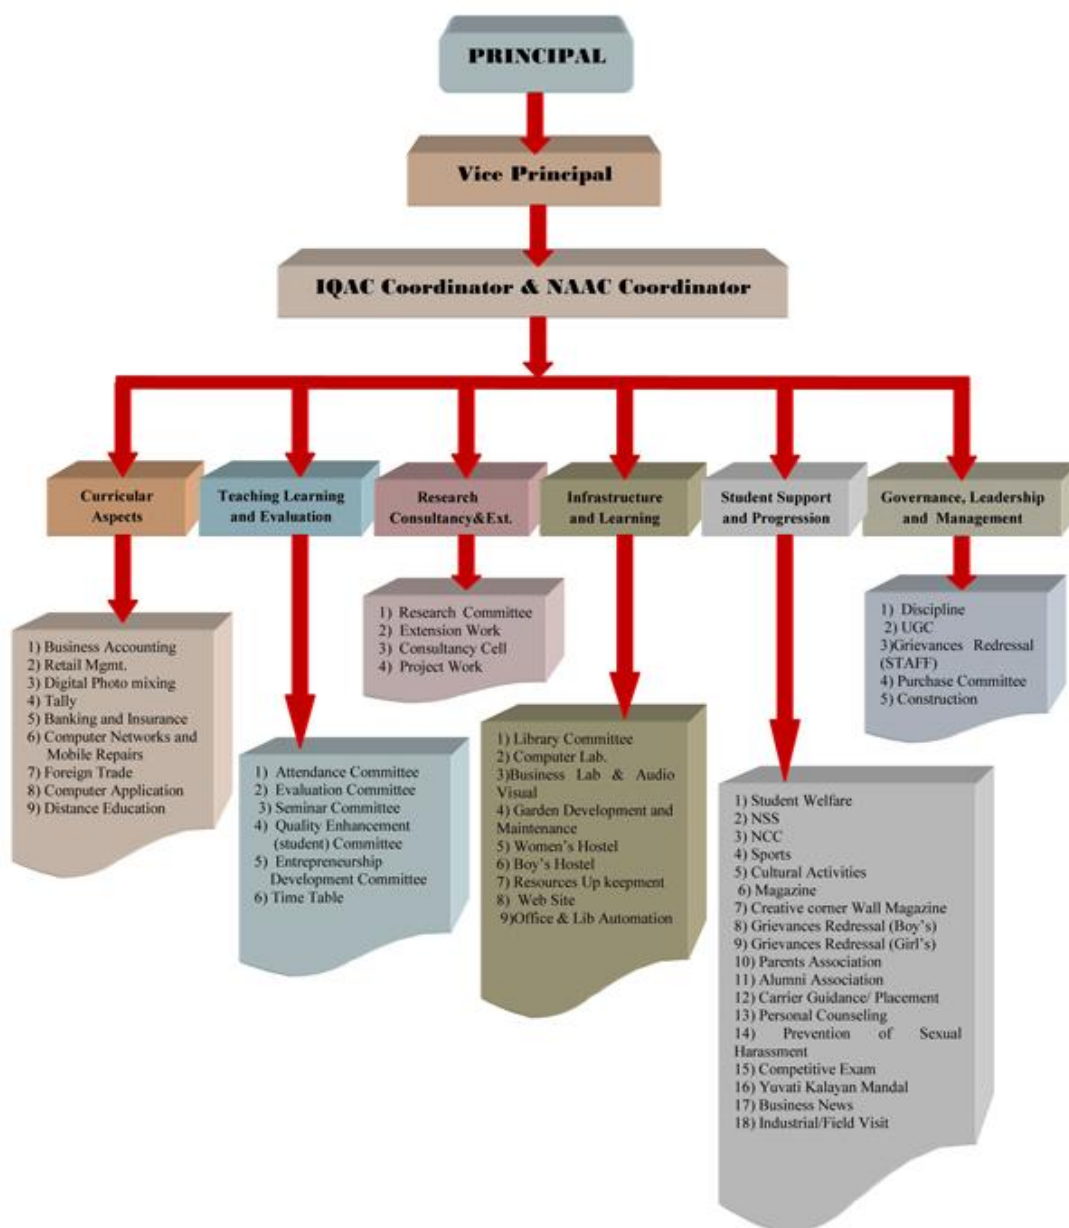 PRINCIPAL
Vice Principal
IQAC Coordinator & NAAC Coordinator
Curricular
Aspects
Teaching Learning
and Evaluation
Research
Consultancy&Ext.
Infrastructure
and Learning
Student Support
and Progression
Governance, Leadership
and Management
1) Business Accounting
2) Retail Mgmt.
3) Digital Photo mixing
4) Tally
5) Banking and Insurance
6) Computer Networks and
Mobile Repairs
7) Foreign Trade
8) Computer Application
9) Distance Education
1) Attendance Committee
2) Evaluation Committee
3) Seminar Committee
4) Quality Enhancement
(student) Committee
5) Entrepreneurship
Development Committee
6) Time Table
1) Research Committee
2) Extension Work
3) Consultancy Cell
4) Project Work
1) Library Committee
2) Computer Lab.
3)Business Lab & Audio
Visual
4) Garden Development and
Maintenance
5) Women's Hostel
6) Boy's Hostel
7) Resources Up keepment
8) Web Site
9)Office & Lib Automation
1) Student Welfare
2) NSS
3) NCC
4) Sports
5) Cultural Activities
6) Magazine
7) Creative corner Wall Magazine
8) Grievances Redressal (Boy's)
9) Grievances Redressal (Girl's)
10) Parents Association
11) Alumni Association
12) Carrier Guidance/ Placement
13) Personal Counseling
14) Prevention of Sexual
Harassment
15) Competitive Exam
16) Yuvati Kalayan Mandal
17) Business News
18) Industrial/Field Visit
1) Discipline
2) UGC
3)Grievances Redressal
(STAFF)
4) Purchase Committee
5) Construction